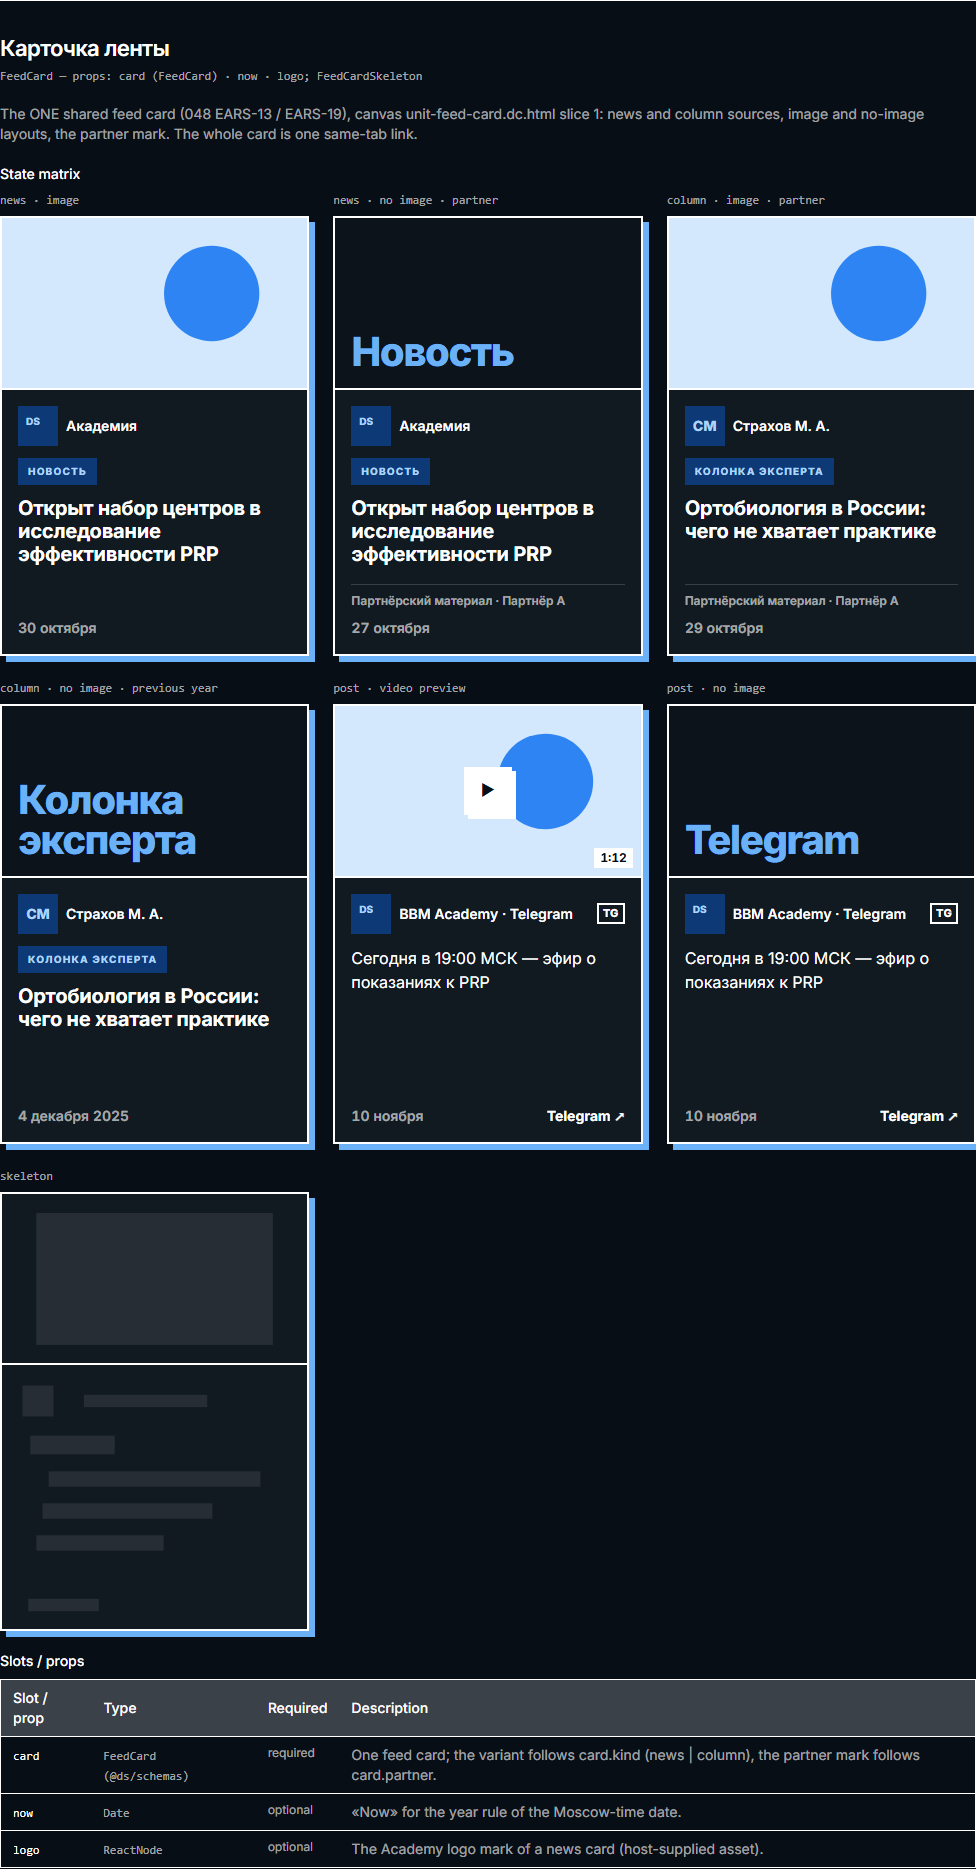 Карточка ленты
FeedCard — props: card (FeedCard) · now · logo; FeedCardSkeleton
The ONE shared feed card (048 EARS-13 / EARS-19), canvas unit-feed-card.dc.html slice 1: news and column sources, image and no-image
layouts, the partner mark. The whole card is one same-tab link.
State matrix
news · image
DS
Академия
НОВОСТЬ
Открыт набор центров в
исследование
эффективности PRP
30 октября
news · no image · partner
Новость
DS
Академия
НОВОСТЬ
Открыт набор центров в
исследование
эффективности PRP
Партнёрский материал · Партнёр А
27 октября
column · image · partner
СМ
Страхов М. А.
КОЛОНКА ЭКСПЕРТА
Ортобиология в России:
чего не хватает практике
Партнёрский материал · Партнёр А
29 октября
column · no image · previous year
Колонка
эксперта
СМ
Страхов М. А.
КОЛОНКА ЭКСПЕРТА
Ортобиология в России:
чего не хватает практике
4 декабря 2025
post · video preview
1:12
DS
BBM Academy · Telegram
TG
Сегодня в 19:00 МСК — эфир о
показаниях к PRP
10 ноября
Telegram ↗
post · no image
Telegram
DS
BBM Academy · Telegram
TG
Сегодня в 19:00 МСК — эфир о
показаниях к PRP
10 ноября
Telegram ↗
skeleton
Slots / props
Slot /
prop
Type
Required
Description
card
FeedCard
(@ds/schemas)
required
One feed card; the variant follows card.kind (news | column), the partner mark follows
card.partner.
now
Date
optional
«Now» for the year rule of the Moscow-time date.
logo
ReactNode
optional
The Academy logo mark of a news card (host-supplied asset).